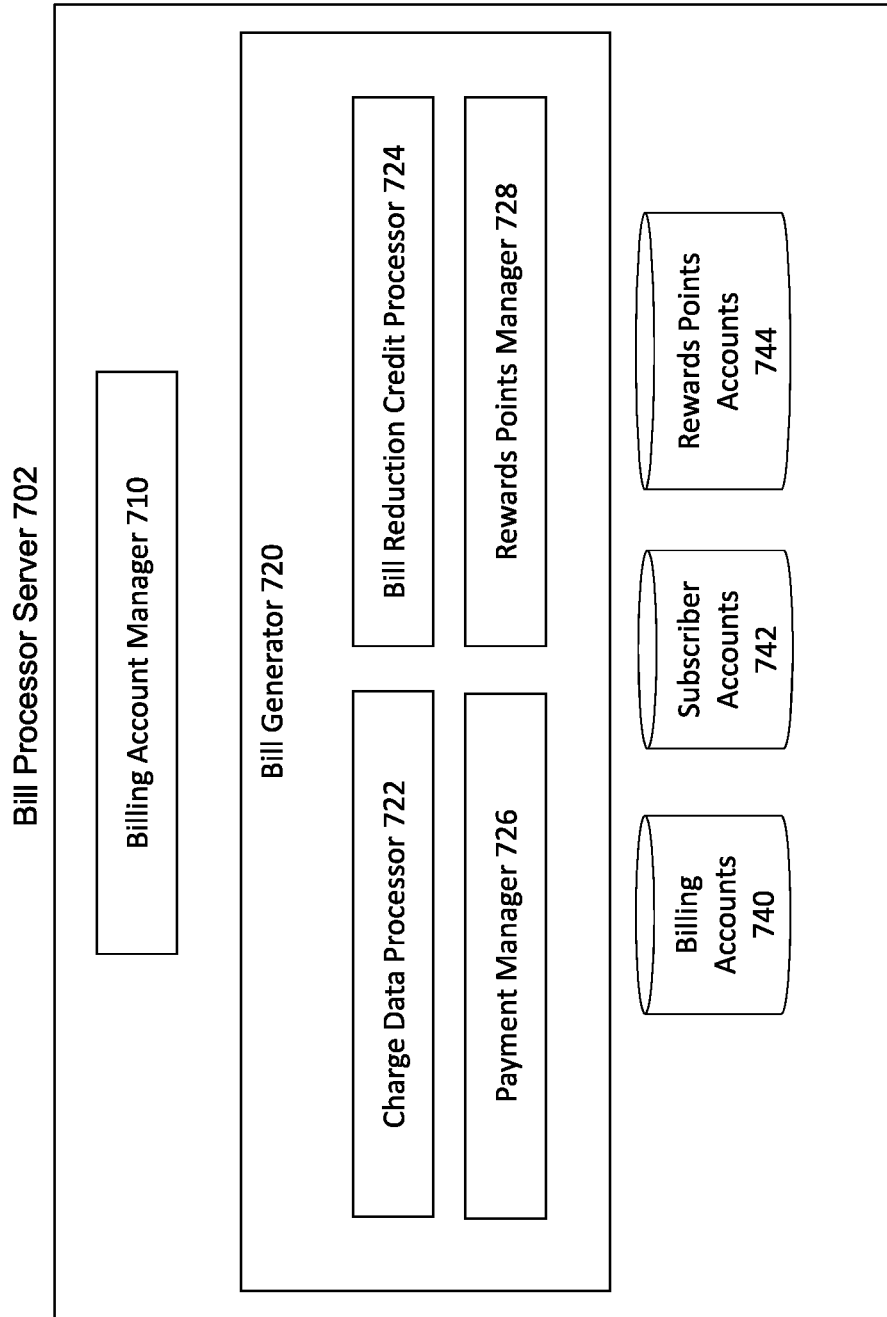 Bill Processor Server 702
Billing Account Manager 710
Bill Generator 720
Charge Data Processor 722
Bill Reduction Credit Processor 724
Payment Manager 726
Rewards Points Manager 728
Billing
Accounts
740
Subscriber
Accounts
742
Rewards Points
Accounts
744